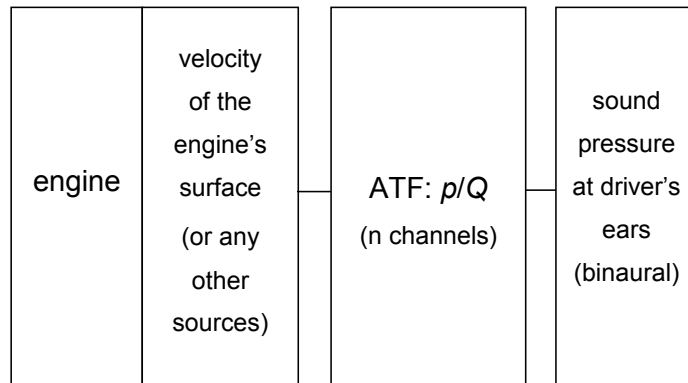 engine
velocity
of the
engine's
surface
(or any
other
sources)
ATF: p/Q
(n channels)
sound
pressure
at driver's
ears
(binaural)